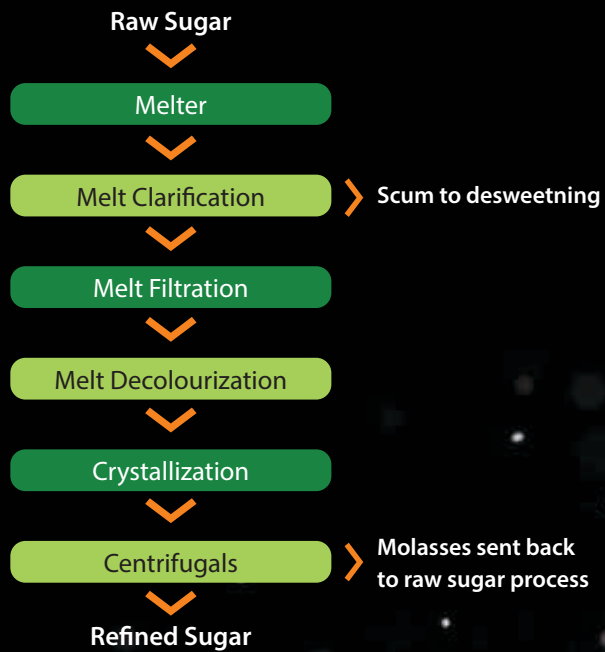 Raw Sugar
Melter
Melt Clarification
Scum to desweetning
Melt Filtration
Melt Decolourization
Crystallization
Centrifugals
Molasses sent back
to raw sugar process
Refined Sugar